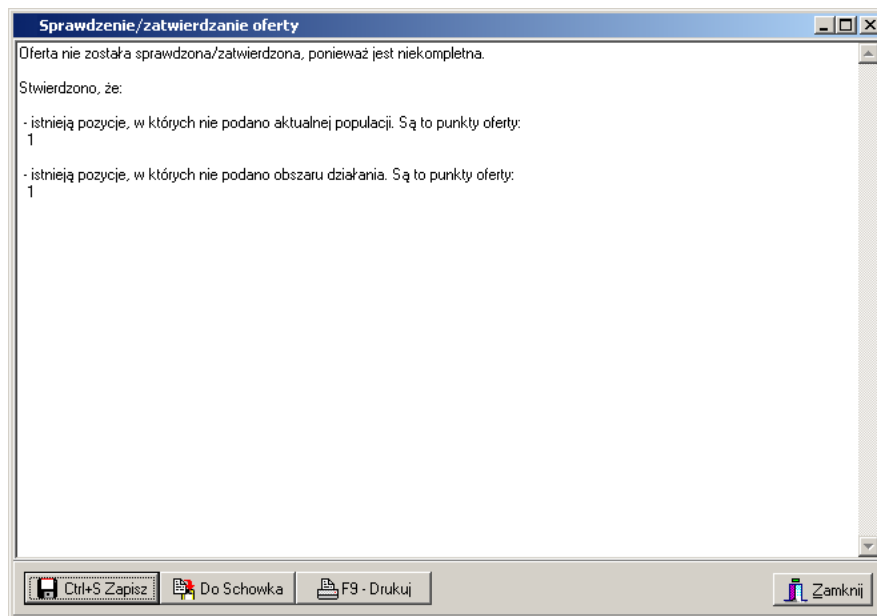 Sprawdzenie/zatwierdzanie oferty
Oferta nie została sprawdzona/zatwierdzona, ponieważ jest niekompletna.
Stwierdzono, że:
- istnieją pozycje, w których nie podano aktualnej populacji. Są to punkty oferty:
1
- istnieją pozycje, w których nie podano obszaru działania. Są to punkty oferty:
1
Ctrl+S Zapisz Do Schowka F9 - Drukuj Zamknij